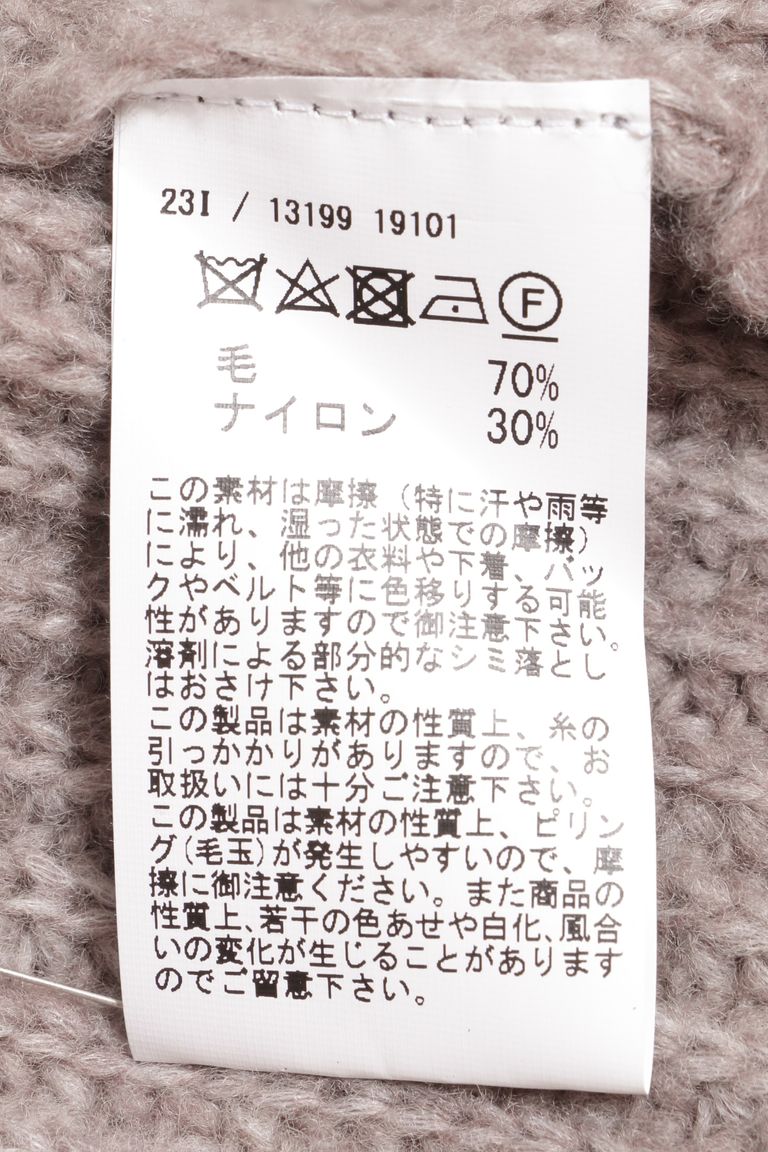 23I / 13199 19101
F
毛 70%
ナイロン 30%
この素材は摩擦(特に汗や雨等
に濡れ、湿った状態での摩擦)
により、他の衣料や下着、バッ
クやベルト等に色移りする可能
性がありますので御注意下さい。
溶剤による部分的なシミ落とし
はおさけ下さい。
この製品は素材の性質上、糸の
引っかかりがありますので、お
取扱いには十分ご注意下さい。
この製品は素材の性質上、ピリン
グ(毛玉)が発生しやすいので、摩
擦に御注意ください。また商品の
性質上、若干の色あせや白化、風合
いの変化が生じることがあります
のでご留意下さい。